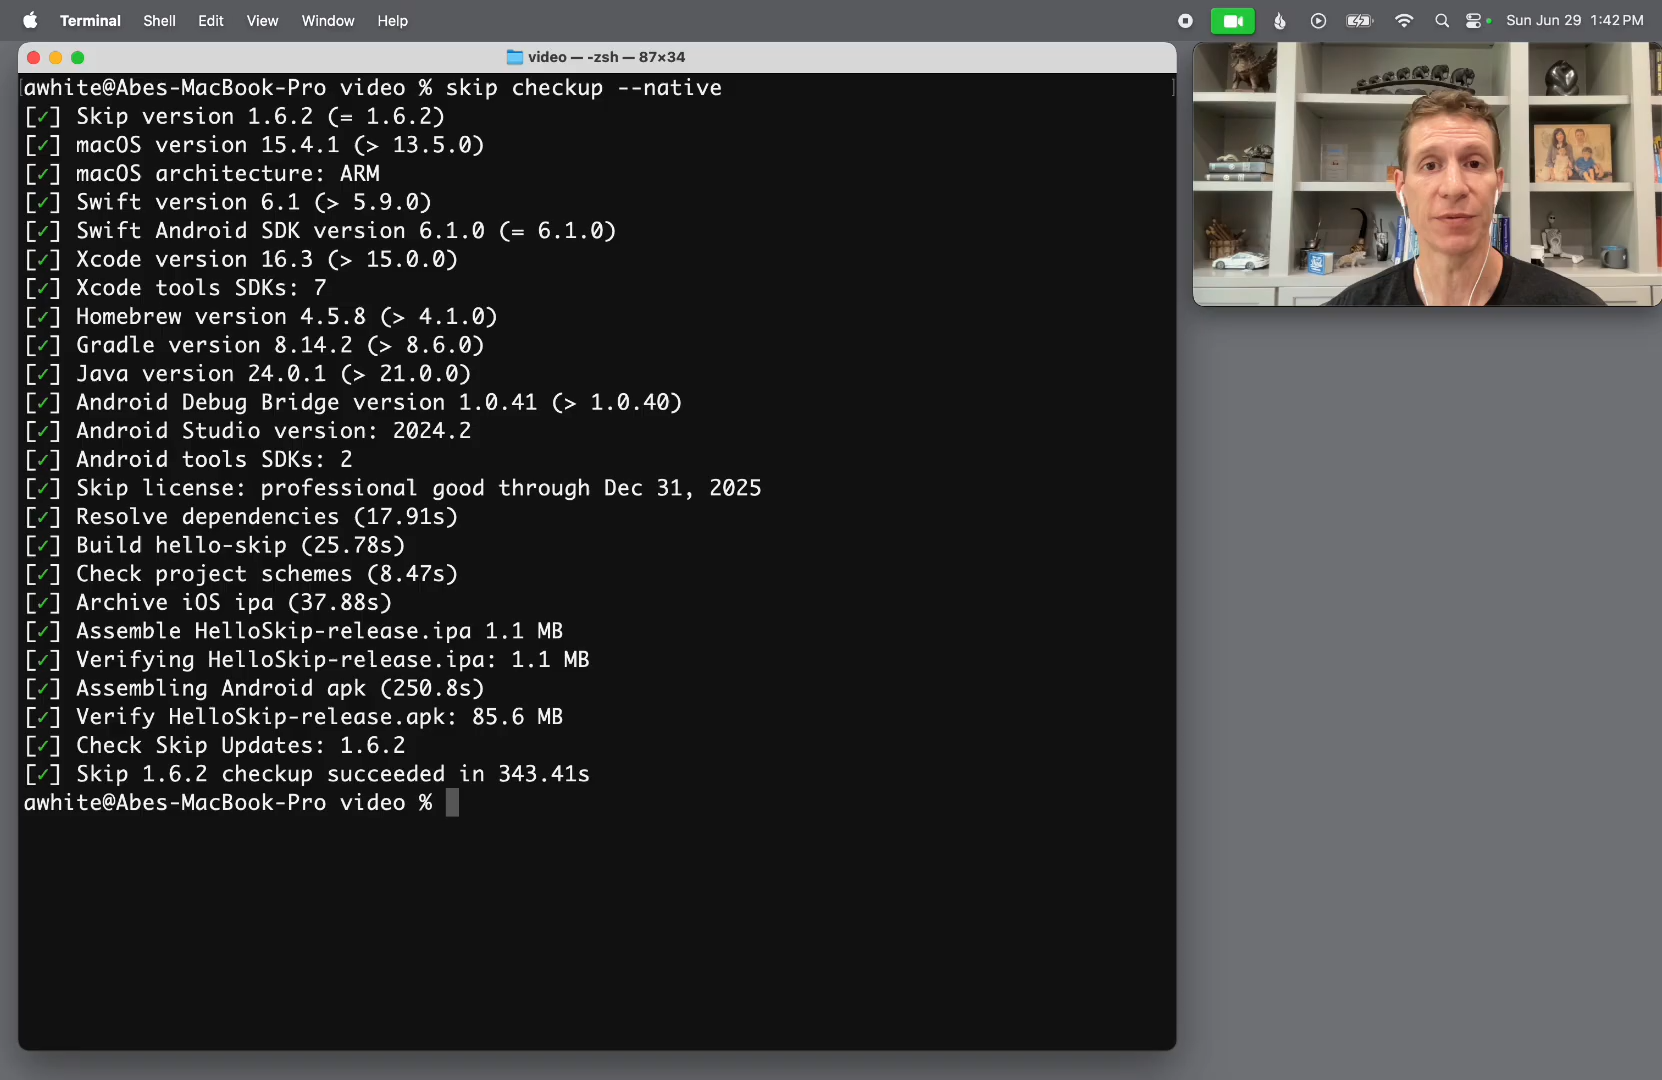 Terminal Shell Edit View Window Help Sun Jun 29 1:42 PM
video — -zsh — 87×34
awhite@Abes-MacBook-Pro video % skip checkup --native
[✓] Skip version 1.6.2 (= 1.6.2)
[✓] macOS version 15.4.1 (> 13.5.0)
[✓] macOS architecture: ARM
[✓] Swift version 6.1 (> 5.9.0)
[✓] Swift Android SDK version 6.1.0 (= 6.1.0)
[✓] Xcode version 16.3 (> 15.0.0)
[✓] Xcode tools SDKs: 7
[✓] Homebrew version 4.5.8 (> 4.1.0)
[✓] Gradle version 8.14.2 (> 8.6.0)
[✓] Java version 24.0.1 (> 21.0.0)
[✓] Android Debug Bridge version 1.0.41 (> 1.0.40)
[✓] Android Studio version: 2024.2
[✓] Android tools SDKs: 2
[✓] Skip license: professional good through Dec 31, 2025
[✓] Resolve dependencies (17.91s)
[✓] Build hello-skip (25.78s)
[✓] Check project schemes (8.47s)
[✓] Archive iOS ipa (37.88s)
[✓] Assemble HelloSkip-release.ipa 1.1 MB
[✓] Verifying HelloSkip-release.ipa: 1.1 MB
[✓] Assembling Android apk (250.8s)
[✓] Verify HelloSkip-release.apk: 85.6 MB
[✓] Check Skip Updates: 1.6.2
[✓] Skip 1.6.2 checkup succeeded in 343.41s
awhite@Abes-MacBook-Pro video %